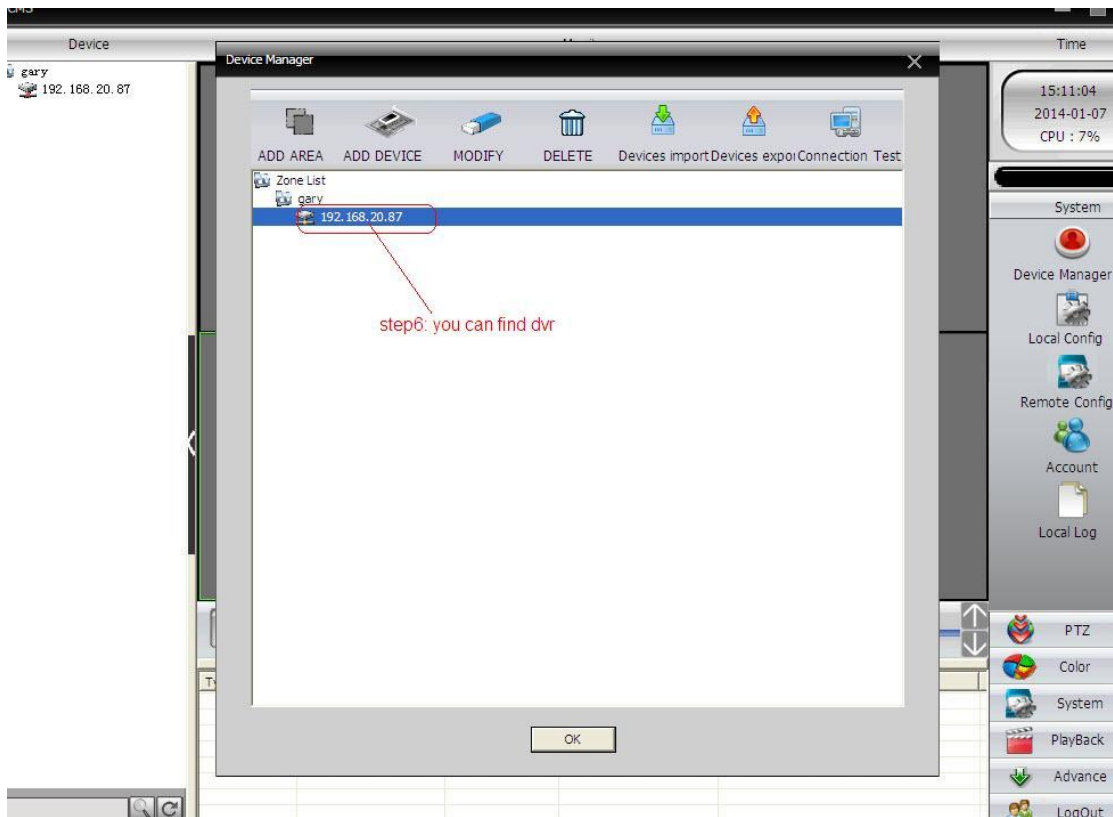 CMS
Device
Time
gary
192.168.20.87
Device Manager
ADD AREA ADD DEVICE MODIFY DELETE Devices import Devices expor Connection Test
Zone List
gary
192.168.20.87
step6: you can find dvr
OK
15:11:04
2014-01-07
CPU : 7%
System
Device Manager
Local Config
Remote Config
Account
Local Log
PTZ
Color
System
PlayBack
Advance
LogOut